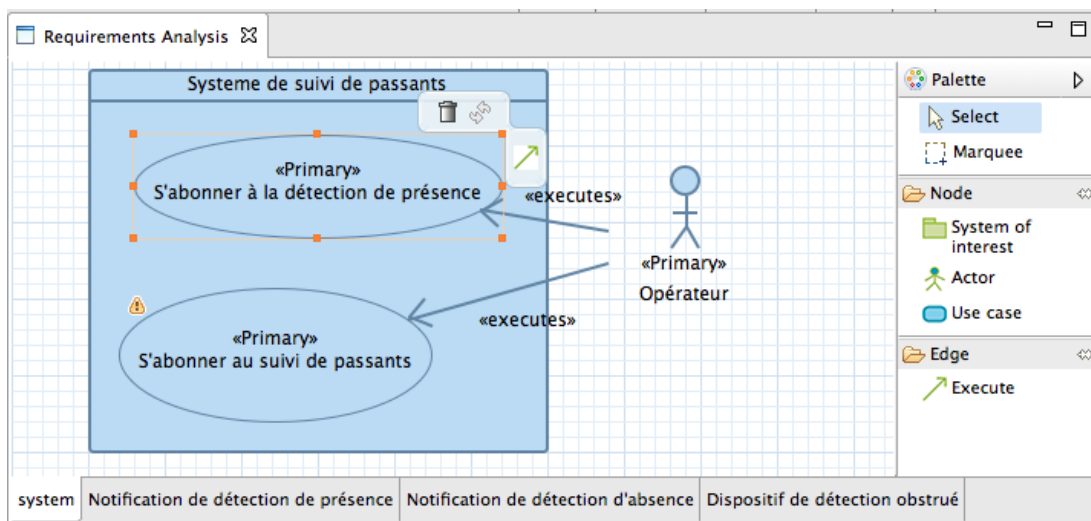 Requirements Analysis
Systeme de suivi de passants
«Primary»
S'abonner à la détection de présence
«executes»
«Primary»
Opérateur
«executes»
«Primary»
S'abonner au suivi de passants
Palette
Select
Marquee
Node
System of
interest
Actor
Use case
Edge
Execute
system
Notification de détection de présence
Notification de détection d'absence
Dispositif de détection obstrué